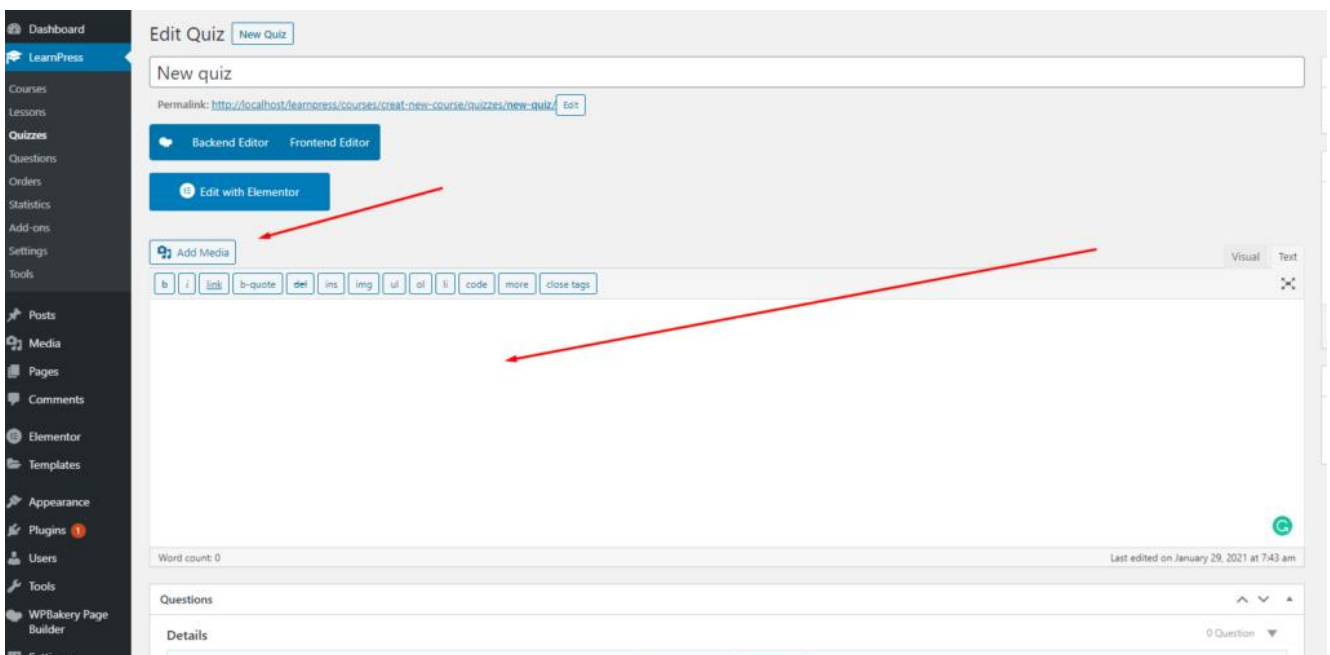 Dashboard
LearnPress
Courses
Lessons
Quizzes
Questions
Orders
Statistics
Add-ons
Settings
Tools
Posts
Media
Pages
Comments
Elementor
Templates
Appearance
Plugins 1
Users
Tools
WPBakery Page
Builder
Edit Quiz New Quiz
New quiz
Permalink: http://localhost/learnpress/courses/creat-new-course/quizzes/new-quiz/ Edit
Backend Editor Frontend Editor
Edit with Elementor
Add Media
Visual Text
b i link b-quote del ins img ul ol li code more close tags
Word count: 0 Last edited on January 29, 2021 at 7:43 am
Questions
Details 0 Question